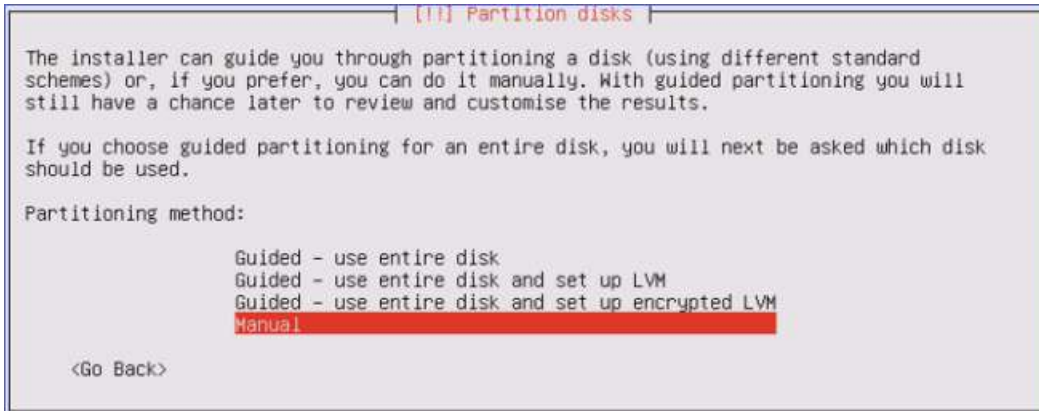 [!!] Partition disks
The installer can guide you through partitioning a disk (using different standard
schemes) or, if you prefer, you can do it manually. With guided partitioning you will
still have a chance later to review and customise the results.
If you choose guided partitioning for an entire disk, you will next be asked which disk
should be used.
Partitioning method:
Guided - use entire disk
Guided - use entire disk and set up LVM
Guided - use entire disk and set up encrypted LVM
Manual
<Go Back>